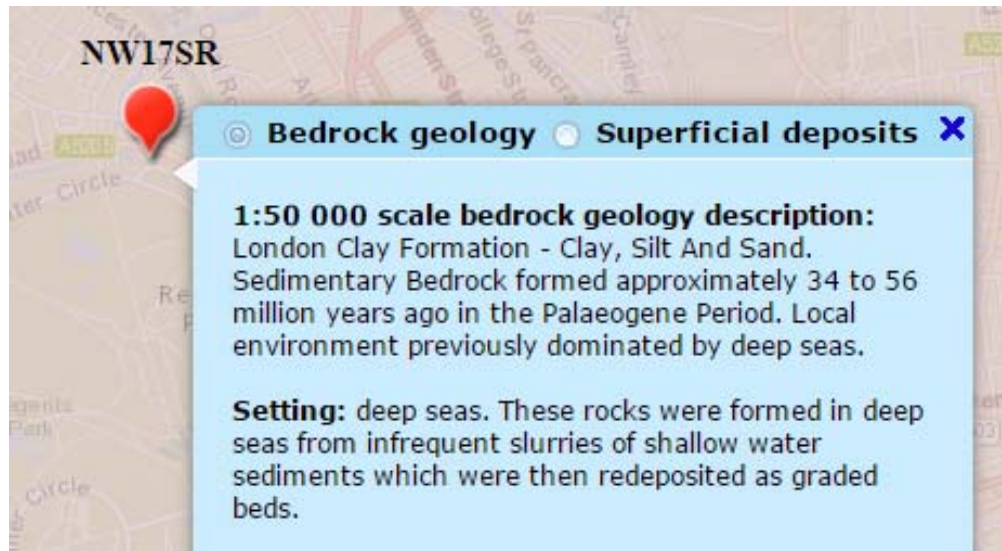 NW17SR
Bedrock geology Superficial deposits X
1:50 000 scale bedrock geology description:
London Clay Formation - Clay, Silt And Sand.
Sedimentary Bedrock formed approximately 34 to 56
million years ago in the Palaeogene Period. Local
environment previously dominated by deep seas.
Setting: deep seas. These rocks were formed in deep
seas from infrequent slurries of shallow water
sediments which were then redeposited as graded
beds.
Circle
Park
Circle